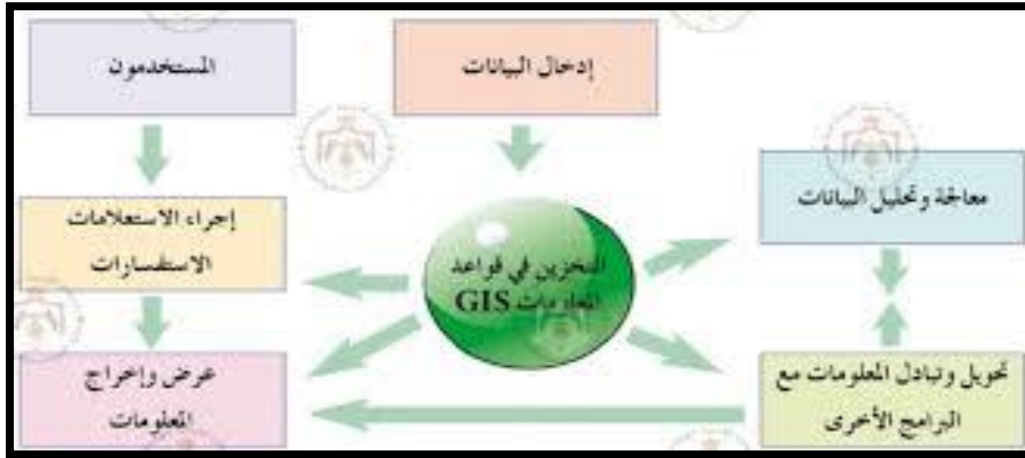 إدخال البيانات
المستخدمون
معالجة وتحليل البيانات
إجراء الاستعلامات
الاستفسارات
التخزين في قواعد
المعلومات GIS
تحويل وتبادل المعلومات مع
البرامج الأخرى
عرض وإخراج
المعلومات